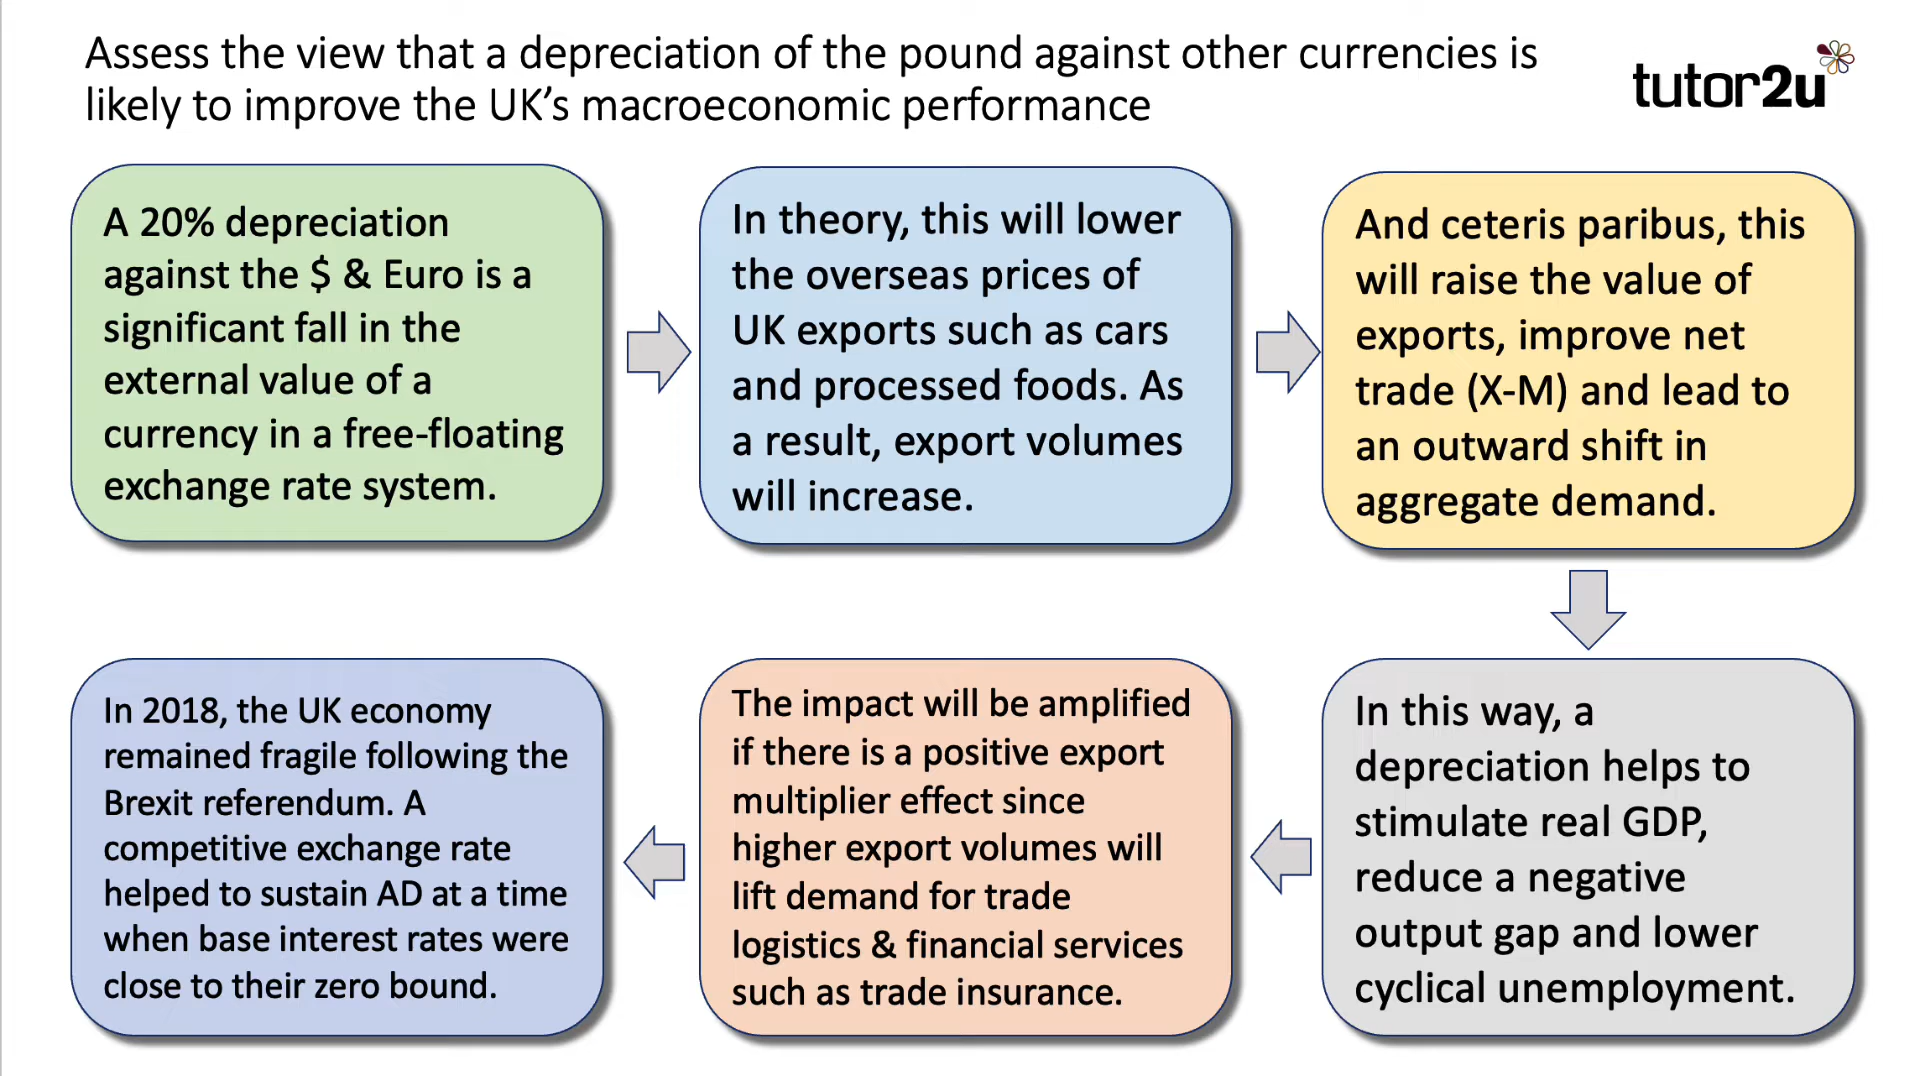 Assess the view that a depreciation of the pound against other currencies is
likely to improve the UK’s macroeconomic performance
tutor2u
A 20% depreciation
against the $ & Euro is a
significant fall in the
external value of a
currency in a free-floating
exchange rate system.
In theory, this will lower
the overseas prices of
UK exports such as cars
and processed foods. As
a result, export volumes
will increase.
And ceteris paribus, this
will raise the value of
exports, improve net
trade (X-M) and lead to
an outward shift in
aggregate demand.
In this way, a
depreciation helps to
stimulate real GDP,
reduce a negative
output gap and lower
cyclical unemployment.
The impact will be amplified
if there is a positive export
multiplier effect since
higher export volumes will
lift demand for trade
logistics & financial services
such as trade insurance.
In 2018, the UK economy
remained fragile following the
Brexit referendum. A
competitive exchange rate
helped to sustain AD at a time
when base interest rates were
close to their zero bound.